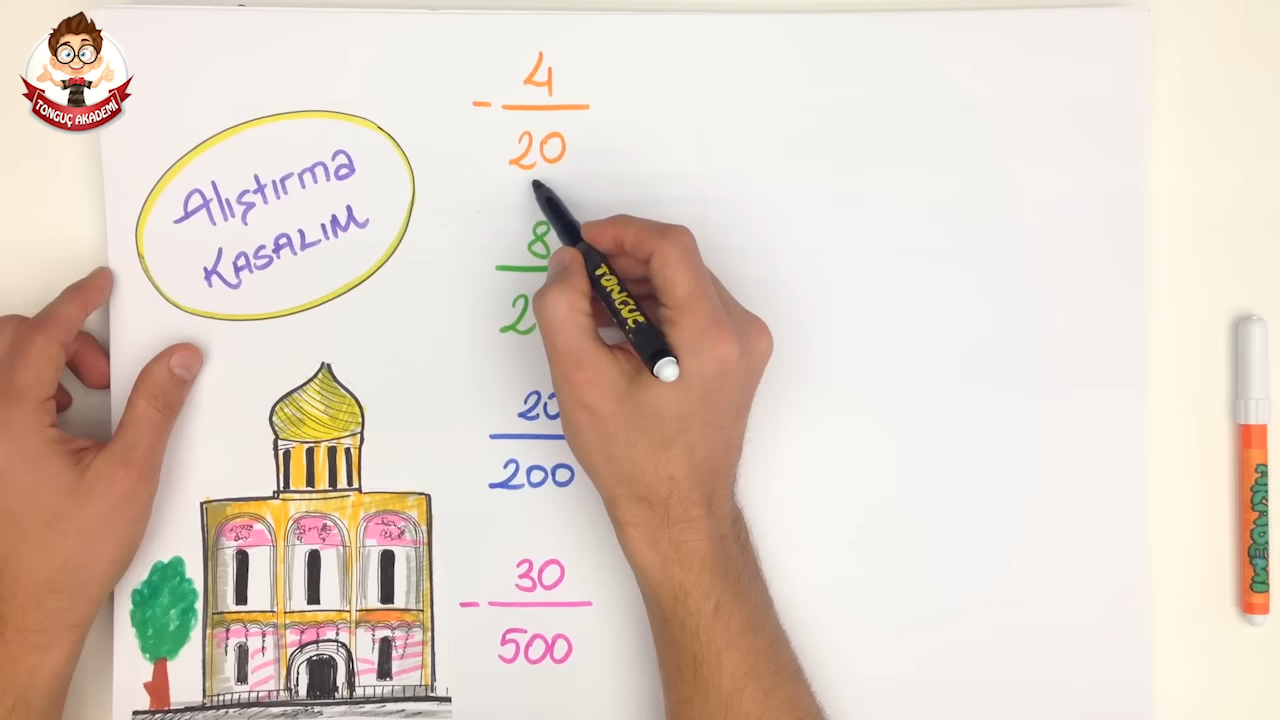 TONGUÇ AKADEMİ
Alıştırma
KASALIM
- 4
20
8
20
200
- 30
500
TONGUÇ
AKADEMİ